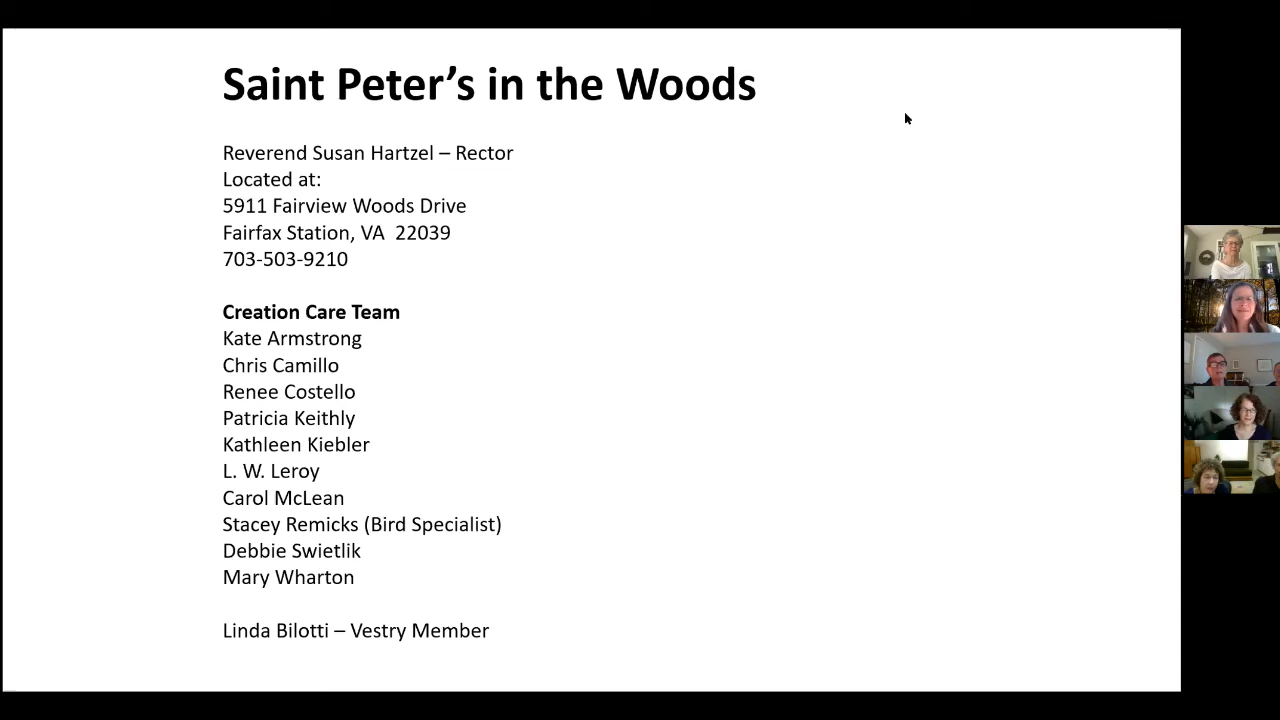 Saint Peter’s in the Woods
Reverend Susan Hartzel – Rector
Located at:
5911 Fairview Woods Drive
Fairfax Station, VA  22039
703-503-9210
Creation Care Team
Kate Armstrong
Chris Camillo
Renee Costello
Patricia Keithly
Kathleen Kiebler
L. W. Leroy
Carol McLean
Stacey Remicks (Bird Specialist)
Debbie Swietlik
Mary Wharton
Linda Bilotti – Vestry Member